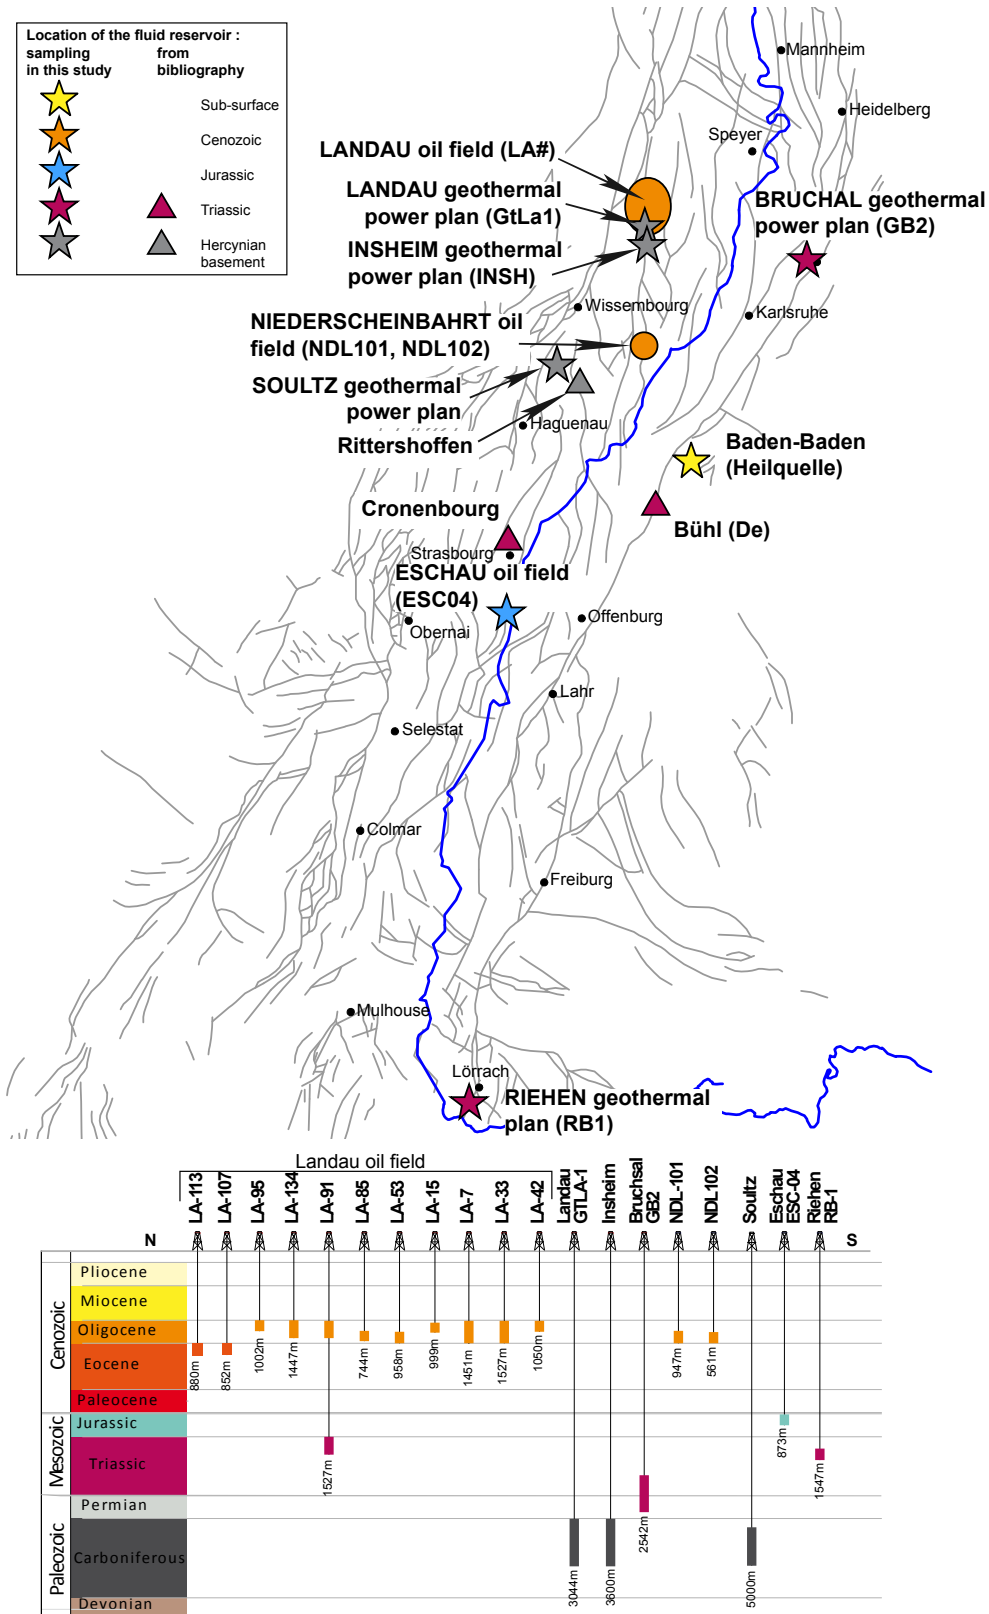 Location of the fluid reservoir :
sampling
in this study
from
bibliography
Sub-surface
Cenozoic
Jurassic
Triassic
Hercynian
basement
Mannheim
Heidelberg
Speyer
LANDAU oil field (LA#)
LANDAU geothermal
power plan (GtLa1)
INSHEIM geothermal
power plan (INSH)
BRUCHAL geothermal
power plan (GB2)
Wissembourg
Karlsruhe
NIEDERSCHEINBAHRT oil
field (NDL101, NDL102)
SOULTZ geothermal
power plan
Haguenau
Rittershoffen
Baden-Baden
(Heilquelle)
Cronenbourg
Bühl (De)
Strasbourg
ESCHAU oil field
(ESC04)
Offenburg
Obernai
Lahr
Selestat
Colmar
Freiburg
Mulhouse
Lörrach
RIEHEN geothermal
plan (RB1)
Landau oil field
LA-113
LA-107
LA-95
LA-134
LA-91
LA-85
LA-53
LA-15
LA-7
LA-33
LA-42
Landau
GTLA-1
Insheim
Bruchsal
GB2
NDL-101
NDL102
Soultz
Eschau
ESC-04
Riehen
RB-1
N
S
Cenozoic
Pliocene
Miocene
Oligocene
Eocene
Paleocene
Mesozoic
Jurassic
Triassic
Paleozoic
Permian
Carboniferous
Devonian
880m
852m
1002m
1447m
1527m
744m
958m
999m
1451m
1527m
1050m
3044m
3600m
2542m
947m
561m
5000m
873m
1547m